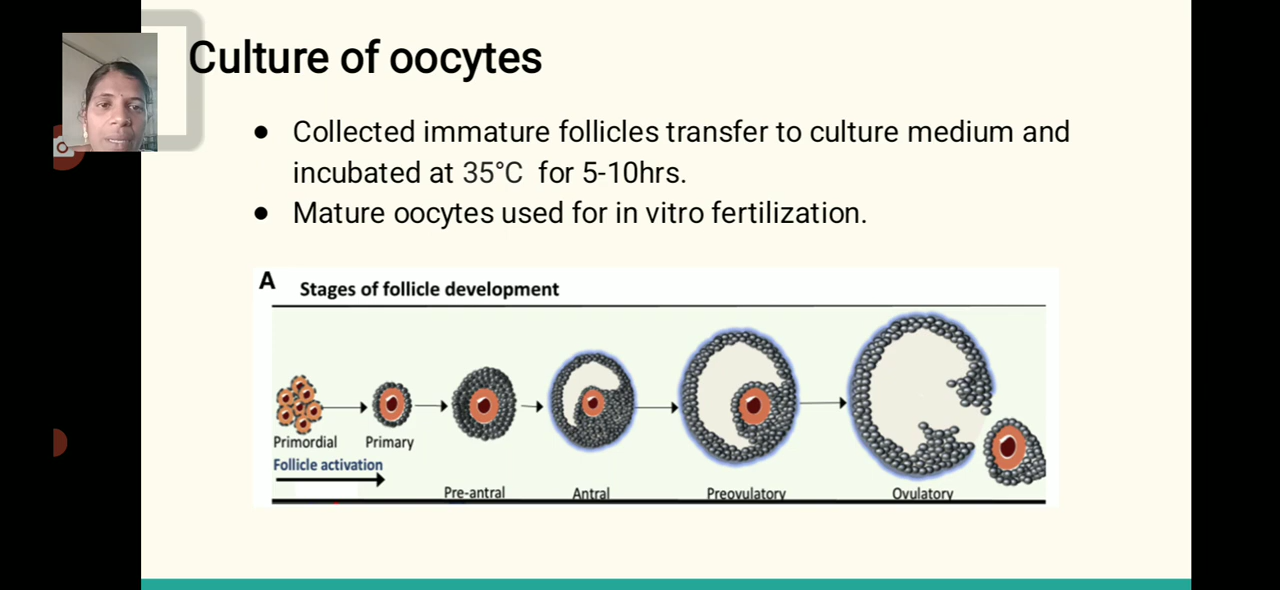 Culture of oocytes
● Collected immature follicles transfer to culture medium and
incubated at 35°C for 5-10hrs.
● Mature oocytes used for in vitro fertilization.
A Stages of follicle development
Primordial Primary
Follicle activation
Pre-antral Antral Preovulatory Ovulatory